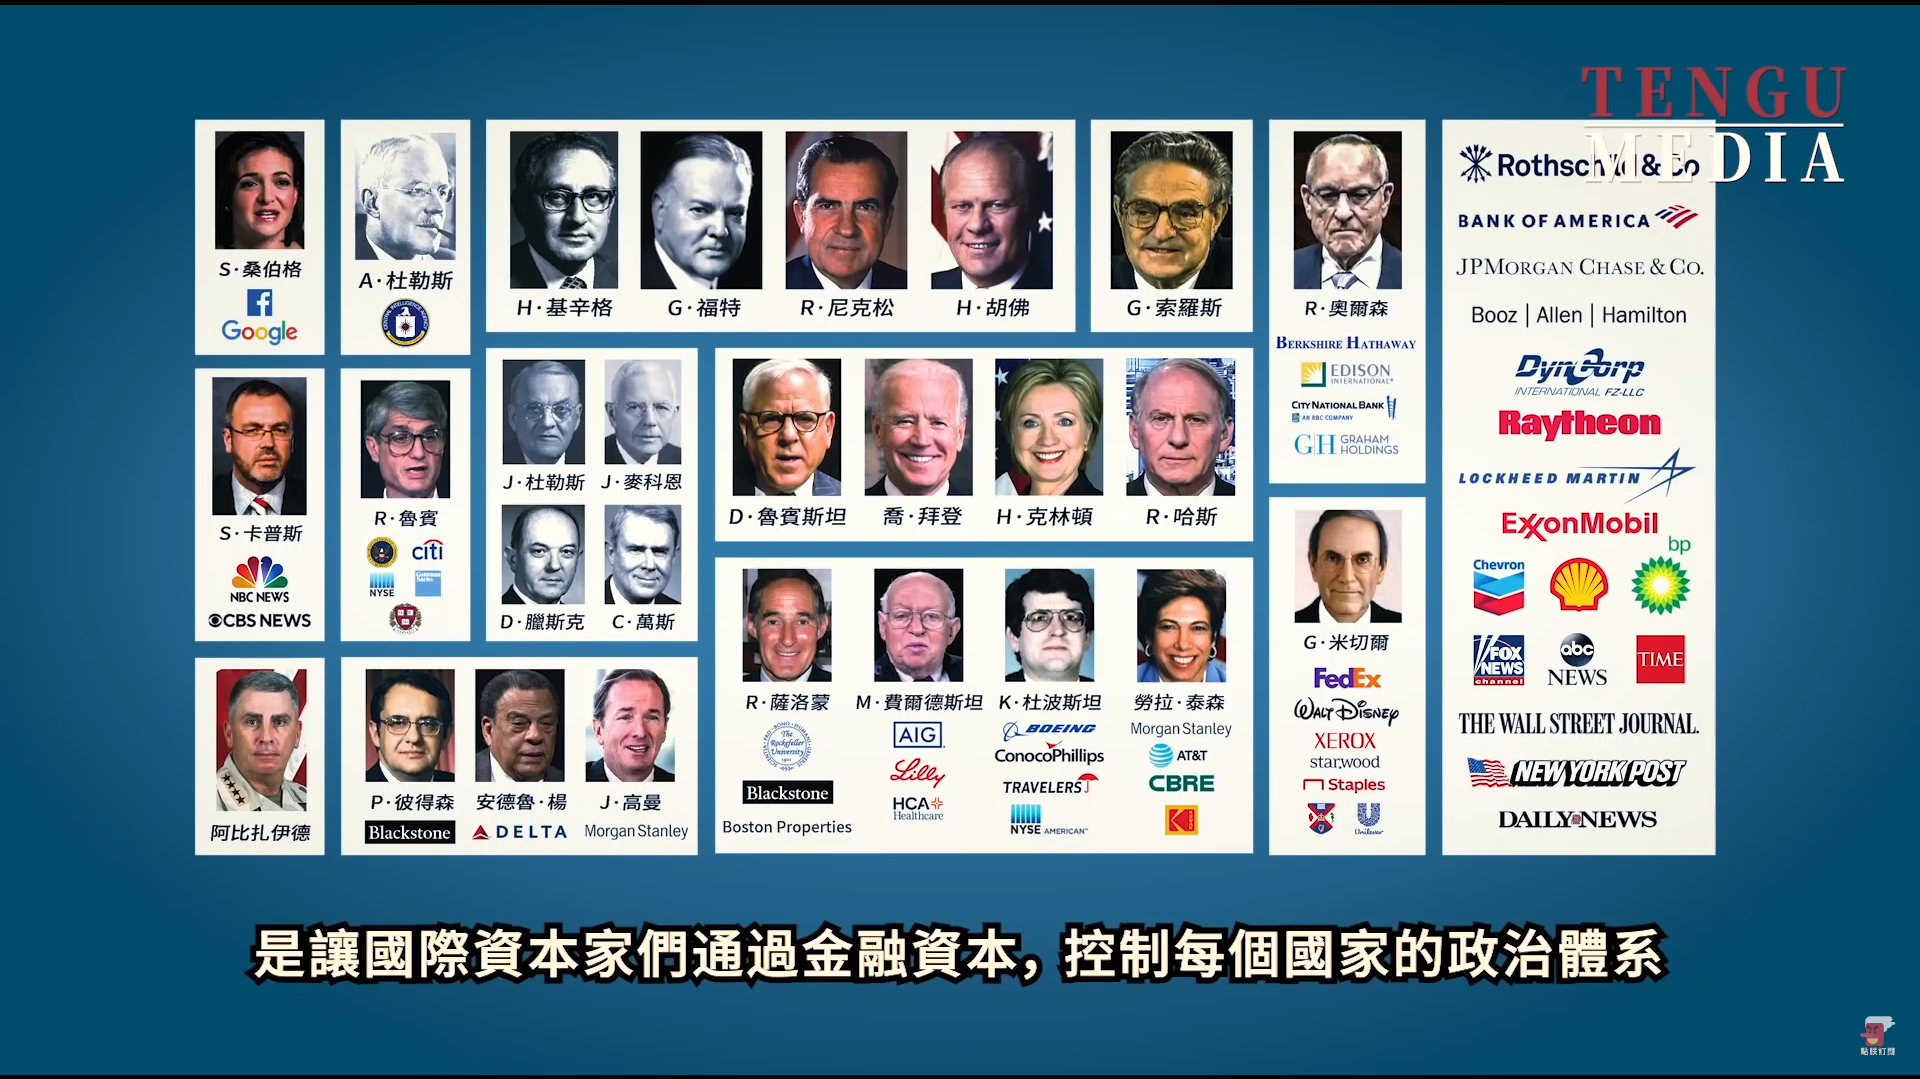 TENGU
MEDIA
S·桑伯格
Google
A·杜勒斯
H·基辛格
G·福特
R·尼克松
H·胡佛
G·索羅斯
R·奧爾森
BERKSHIRE HATHAWAY
EDISON
INTERNATIONAL®
CITY NATIONAL BANK
AN RBC COMPANY
GH GRAHAM
HOLDINGS
Rothschild & Co
BANK OF AMERICA
JPMORGAN CHASE & CO.
Booz | Allen | Hamilton
DynCorp
INTERNATIONAL FZ-LLC
Raytheon
LOCKHEED MARTIN
ExxonMobil
bp
Chevron
FOX
NEWS
channel
abc
NEWS
TIME
THE WALL STREET JOURNAL.
NEW YORK POST
DAILY NEWS
S·卡普斯
NBC NEWS
CBS NEWS
R·魯賓
citi
NYSE
Goldman
Sachs
J·杜勒斯
J·麥科恩
D·臘斯克
C·萬斯
D·魯賓斯坦
喬·拜登
H·克林頓
R·哈斯
G·米切爾
FedEx
WALT DISNEY
XEROX
starwood
Staples
Unilever
阿比扎伊德
P·彼得森
Blackstone
安德魯·楊
DELTA
J·高曼
Morgan Stanley
R·薩洛蒙
The
Rockefeller
University
Blackstone
Boston Properties
M·費爾德斯坦
AIG
Lilly
HCA
Healthcare
K·杜波斯坦
BOEING
ConocoPhillips
TRAVELERS
NYSE AMERICAN
勞拉·泰森
Morgan Stanley
AT&T
CBRE
是讓國際資本家們通過金融資本，控制每個國家的政治體系
點朕訂閱